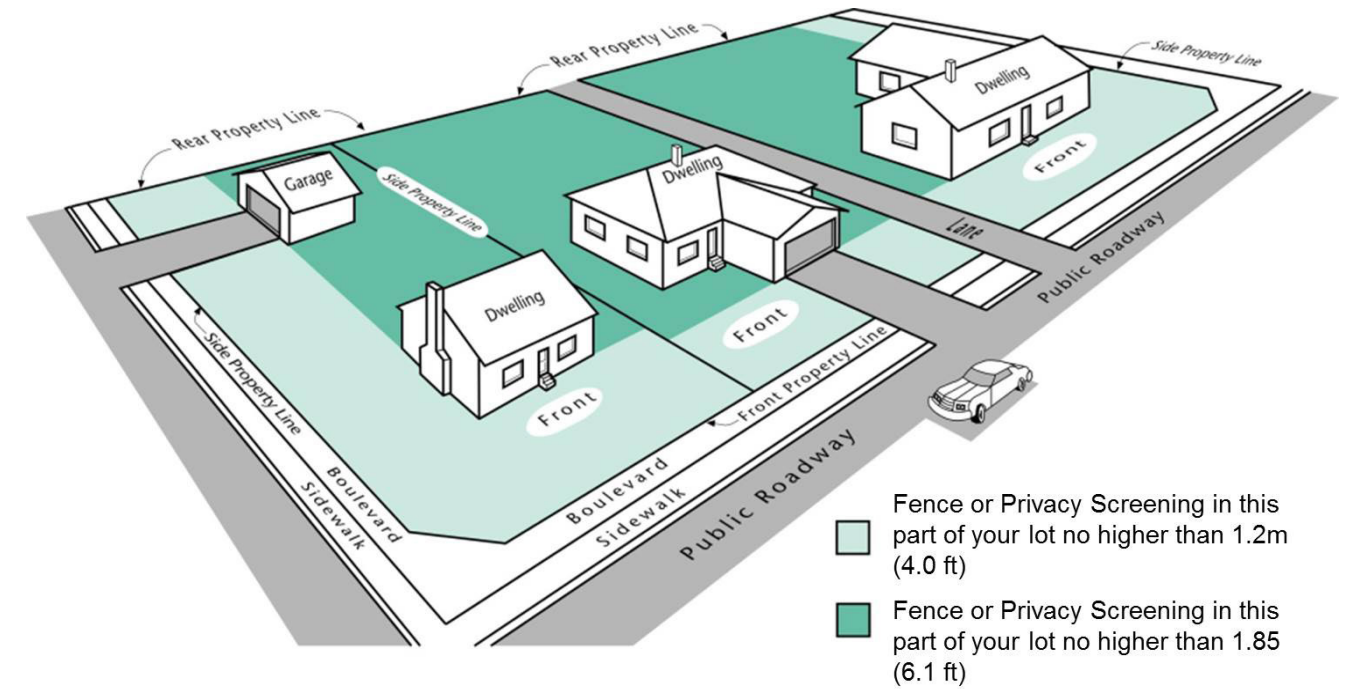 Rear Property Line
Rear Property Line
Side Property Line
Dwelling
Front
Garage
Side Property Line
Dwelling
Lane
Public Roadway
Dwelling
Front
Front
Front Property Line
Side Property Line
Boulevard
Sidewalk
Boulevard
Sidewalk
Public Roadway
Fence or Privacy Screening in this
part of your lot no higher than 1.2m
(4.0 ft)
Fence or Privacy Screening in this
part of your lot no higher than 1.85
(6.1 ft)